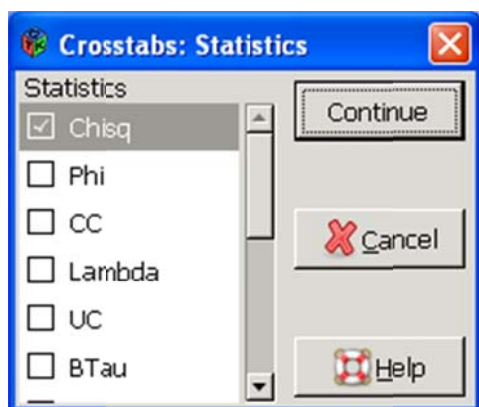 Crosstabs: Statistics
Statistics
Chisq
Phi
CC
Lambda
UC
BTau
Continue
Cancel
Help